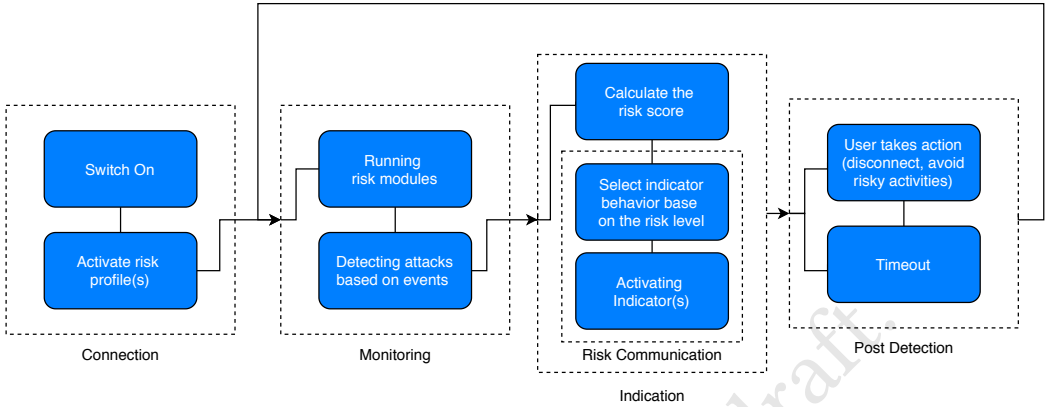 Switch On
Activate risk
profile(s)
Connection
Running
risk modules
Detecting attacks
based on events
Monitoring
Calculate the
risk score
Select indicator
behavior base
on the risk level
Activating
Indicator(s)
Risk Communication
Indication
User takes action
(disconnect, avoid
risky activities)
Timeout
Post Detection
draft.